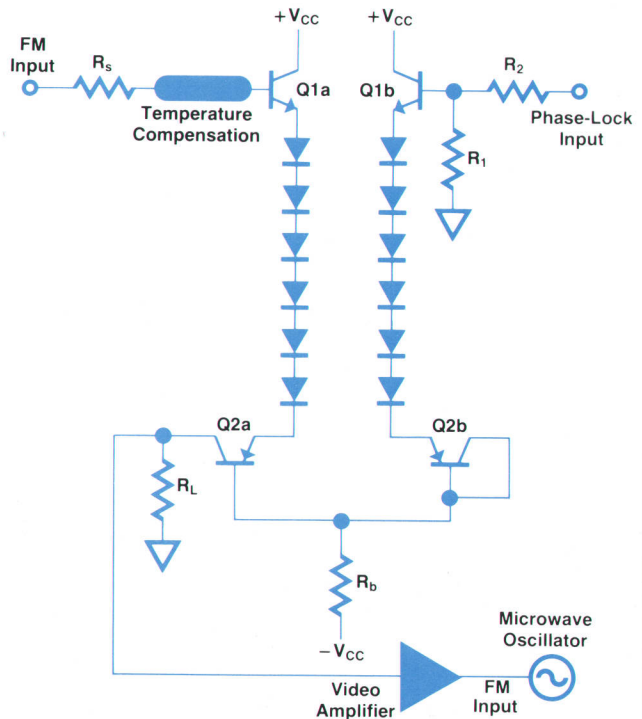 +VCC
+VCC
FM
Input
Rs
Q1a
Q1b
R2
Temperature
Compensation
Phase-Lock
Input
R1
Q2a
Q2b
RL
Rb
−VCC
Microwave
Oscillator
Video
Amplifier
FM
Input